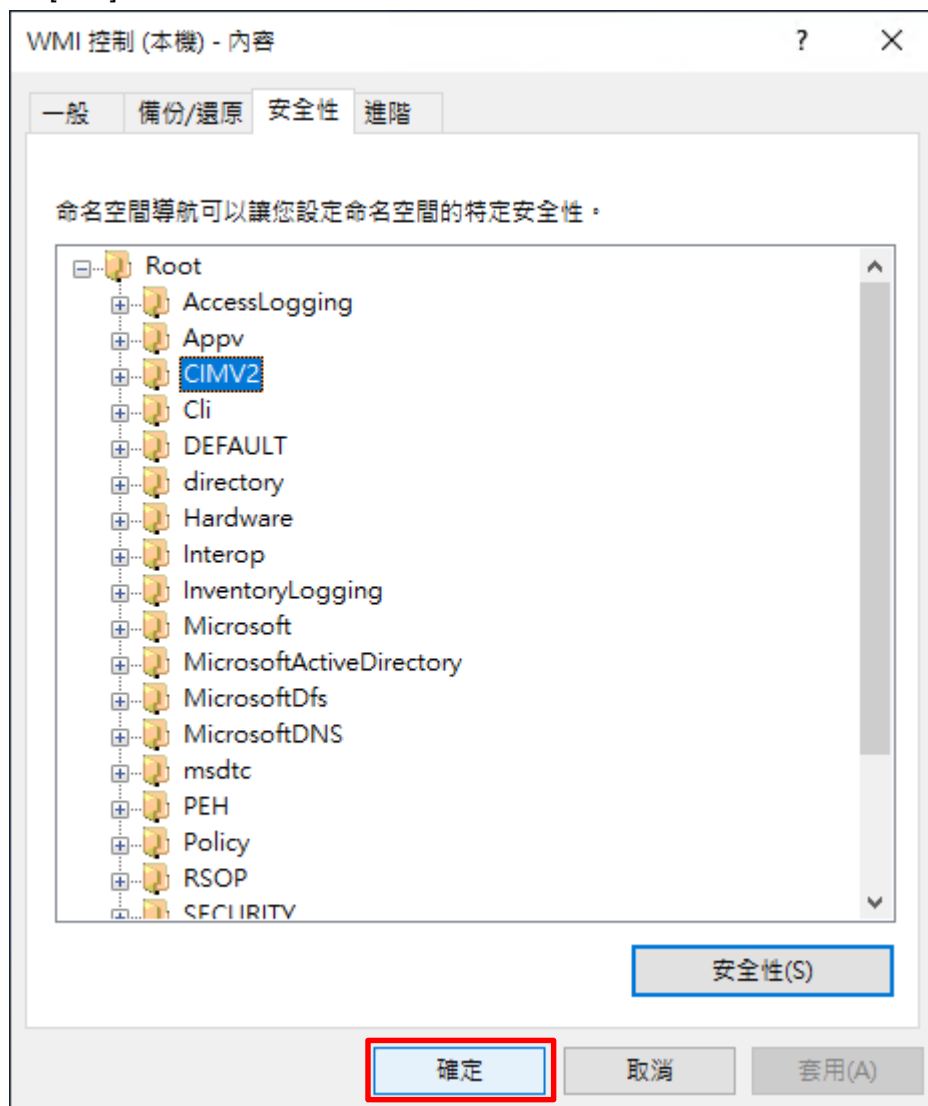 WMI 控制 (本機) - 內容 ? ×
一般 備份/還原 安全性 進階
命名空間導航可以讓您設定命名空間的特定安全性。
Root
AccessLogging
Appv
CIMV2
Cli
DEFAULT
directory
Hardware
Interop
InventoryLogging
Microsoft
MicrosoftActiveDirectory
MicrosoftDfs
MicrosoftDNS
msdtc
PEH
Policy
RSOP
SECURITY
安全性(S)
確定 取消 套用(A)